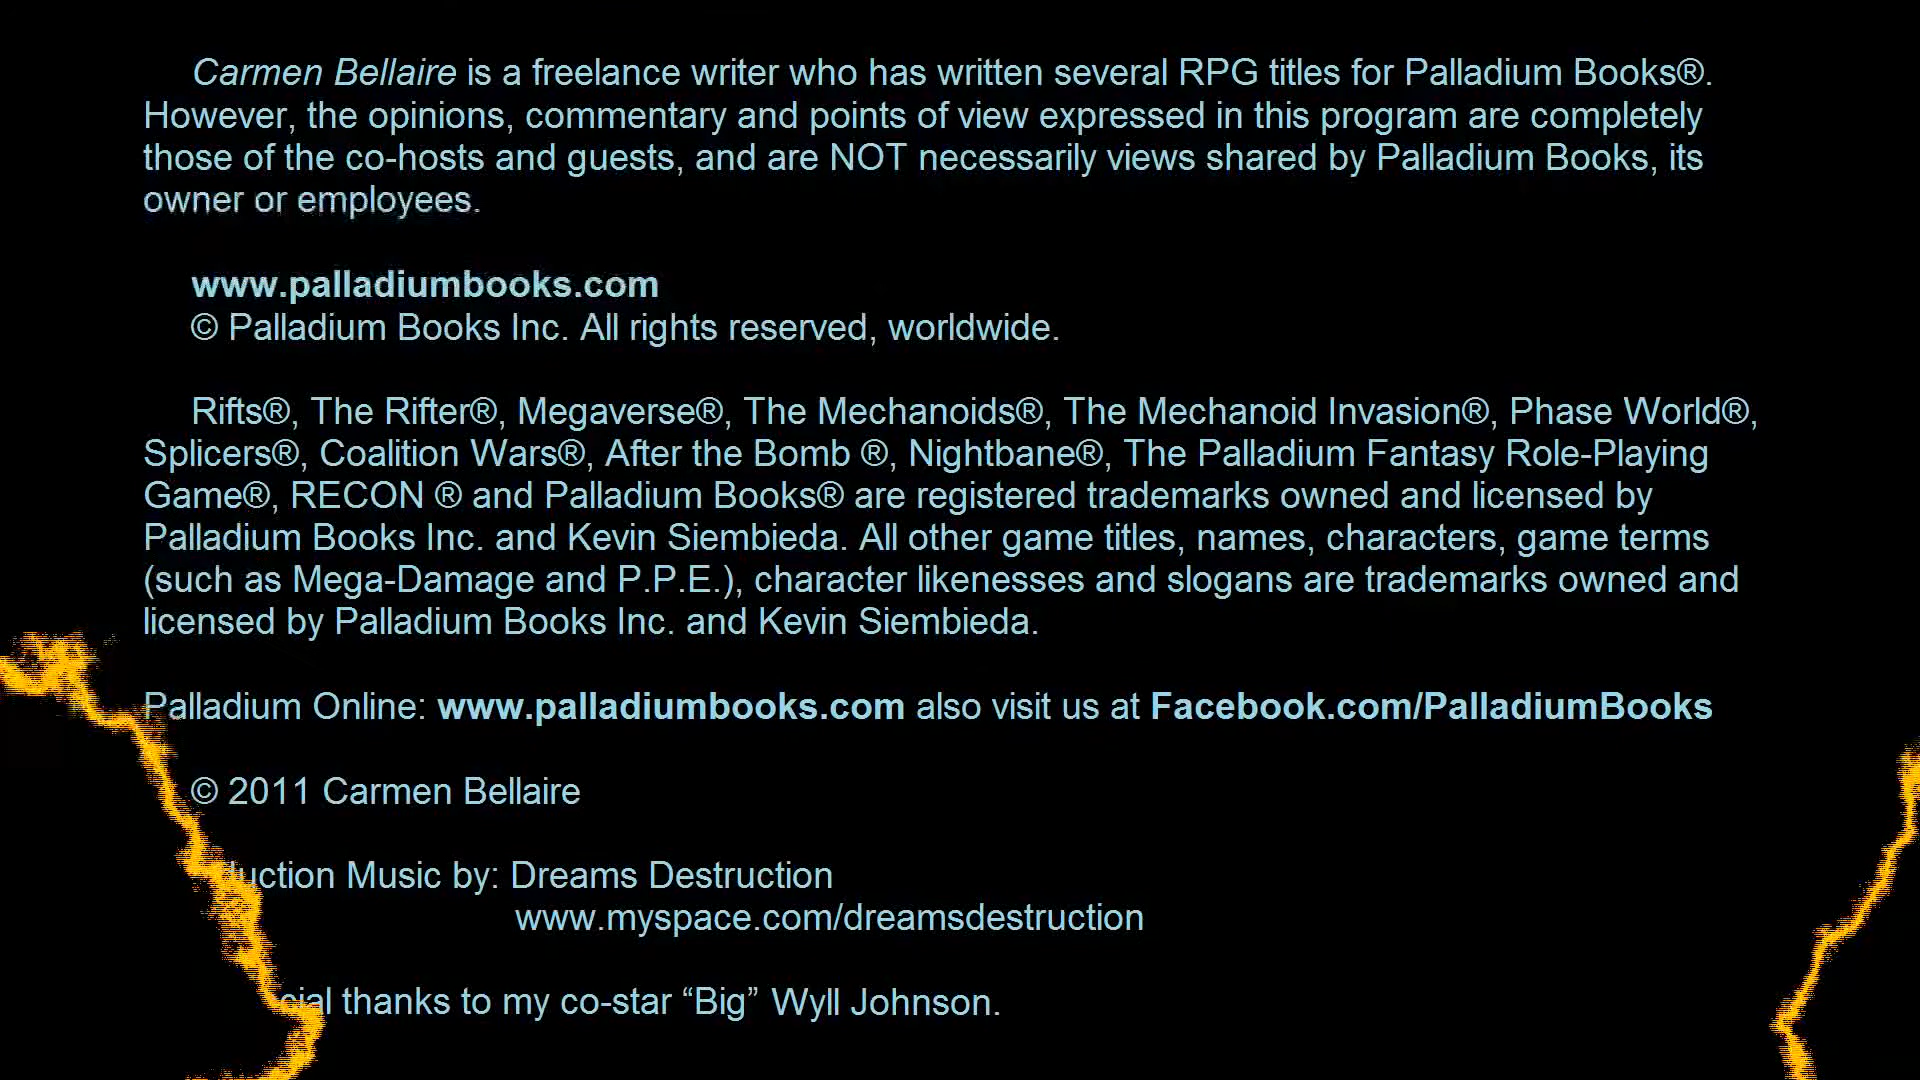 Carmen Bellaire is a freelance writer who has written several RPG titles for Palladium Books®.
However, the opinions, commentary and points of view expressed in this program are completely
those of the co-hosts and guests, and are NOT necessarily views shared by Palladium Books, its
owner or employees.
www.palladiumbooks.com
© Palladium Books Inc. All rights reserved, worldwide.
Rifts®, The Rifter®, Megaverse®, The Mechanoids®, The Mechanoid Invasion®, Phase World®,
Splicers®, Coalition Wars®, After the Bomb ®, Nightbane®, The Palladium Fantasy Role-Playing
Game®, RECON ® and Palladium Books® are registered trademarks owned and licensed by
Palladium Books Inc. and Kevin Siembieda. All other game titles, names, characters, game terms
(such as Mega-Damage and P.P.E.), character likenesses and slogans are trademarks owned and
licensed by Palladium Books Inc. and Kevin Siembieda.
Palladium Online: www.palladiumbooks.com also visit us at Facebook.com/PalladiumBooks
© 2011 Carmen Bellaire
Music by: Dreams Destruction
www.myspace.com/dreamsdestruction
thanks to my co-star “Big” Wyll Johnson.